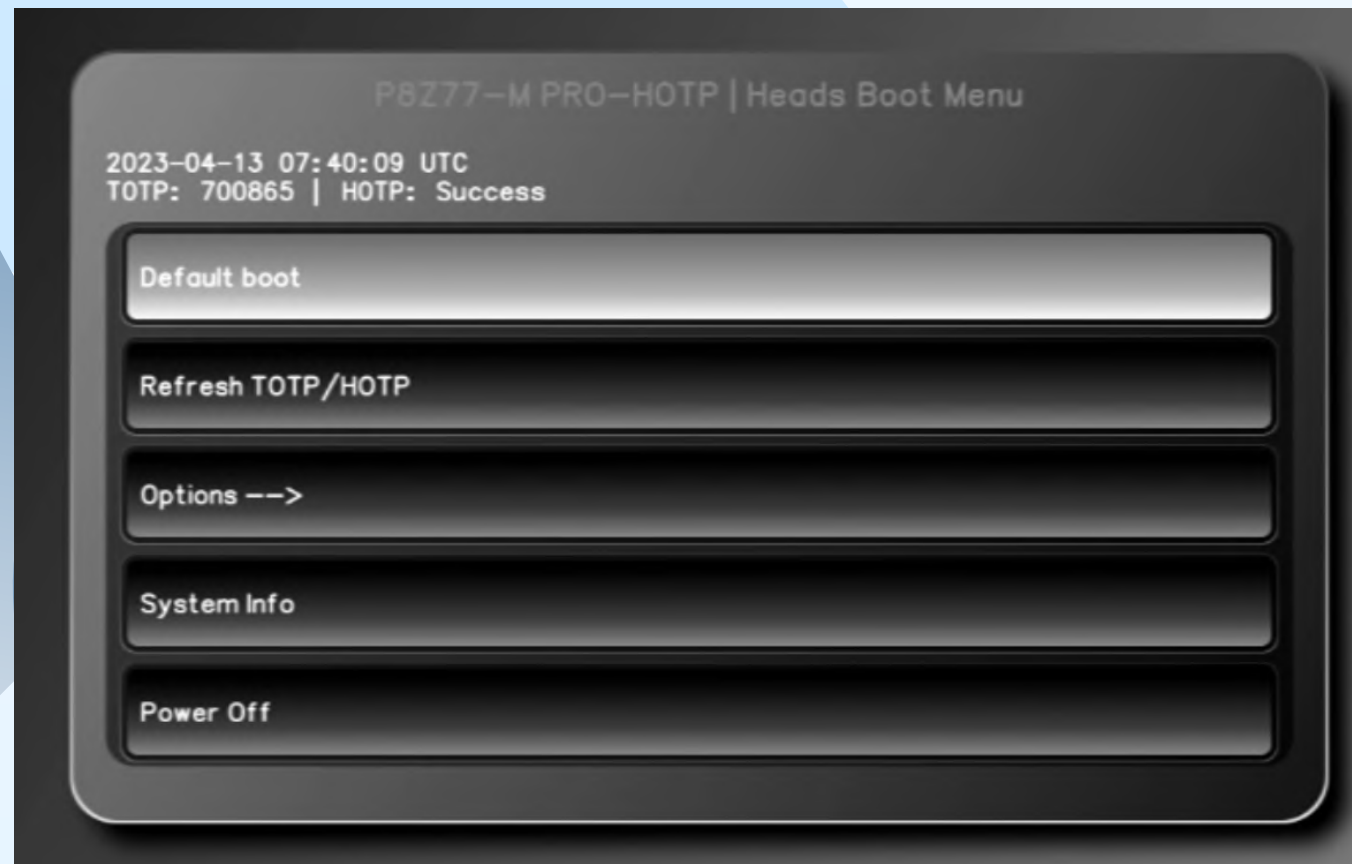 P8Z77-M PRO-HOTP | Heads Boot Menu
2023-04-13 07:40:09 UTC
TOTP: 700865 | HOTP: Success
Default boot
Refresh TOTP/HOTP
Options -->
System Info
Power Off